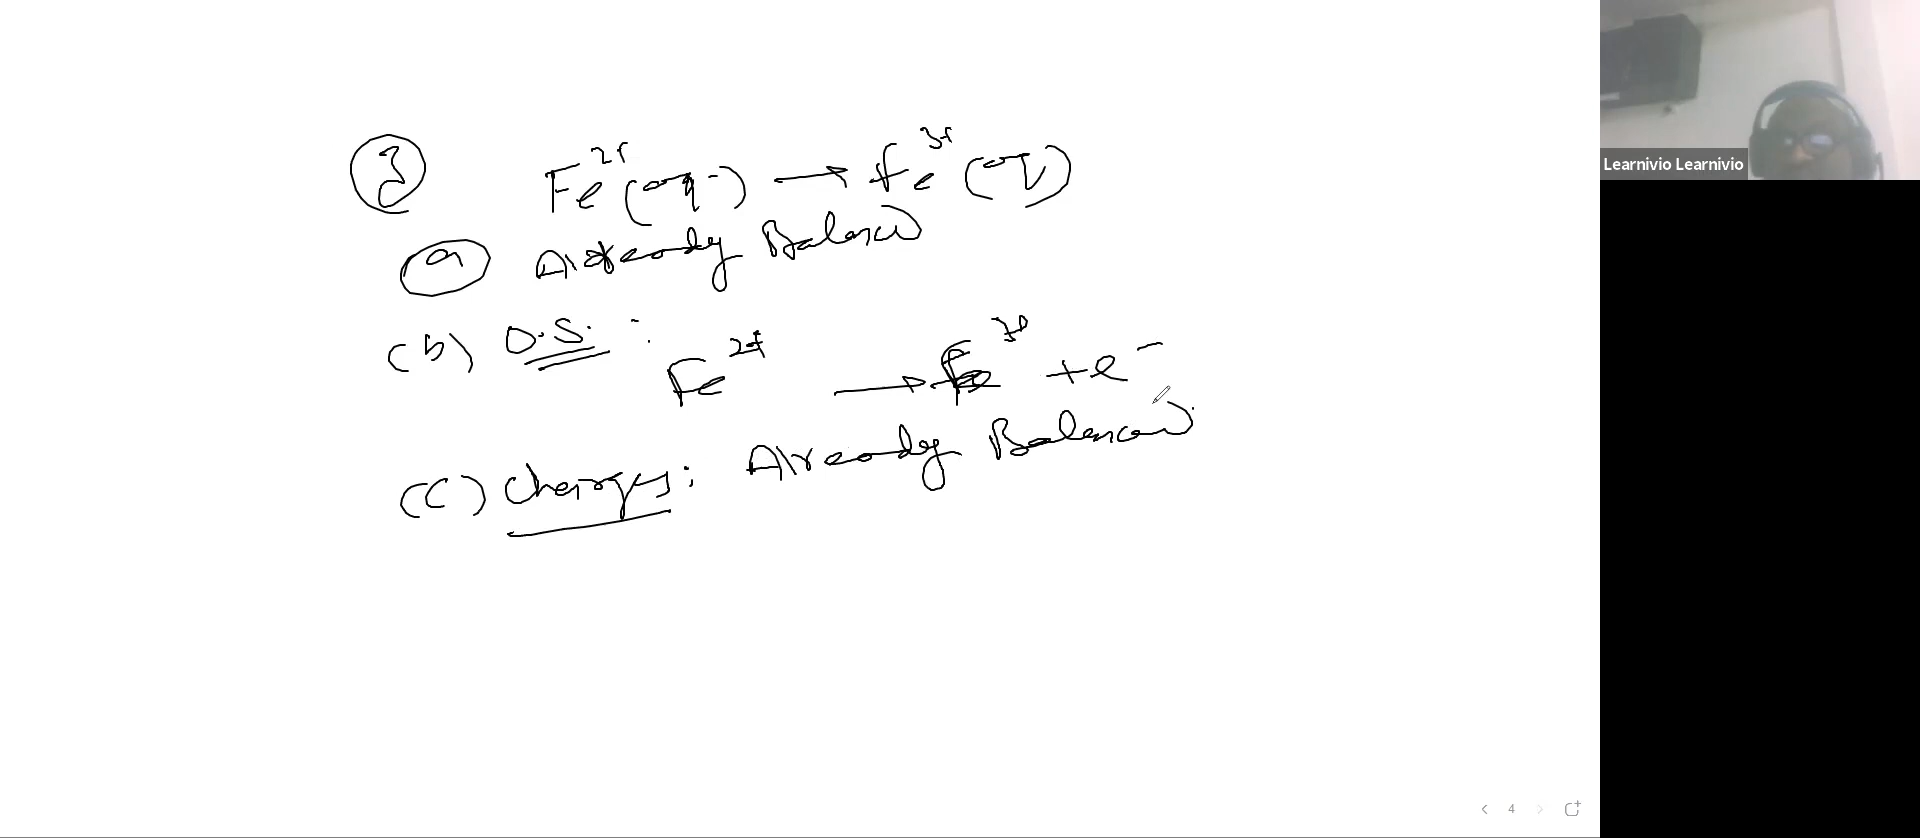 3 Fe²⁺(aq.) → Fe³⁺(aq)
a Already Balanced
(b) O.S. :
Fe²⁺ → Fe³⁺ + e⁻
(c) Charges: Already Balanced.
Learnivio Learnivio
4